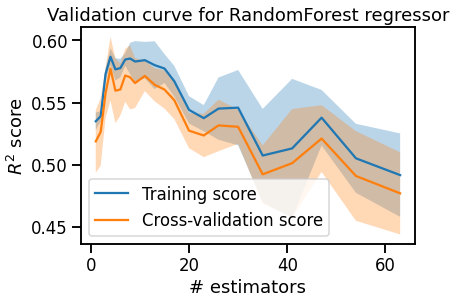 Validation curve for RandomForest regressor
0.60
0.55
0.50
0.45
R² score
Training score
Cross-validation score
0
20
40
60
# estimators